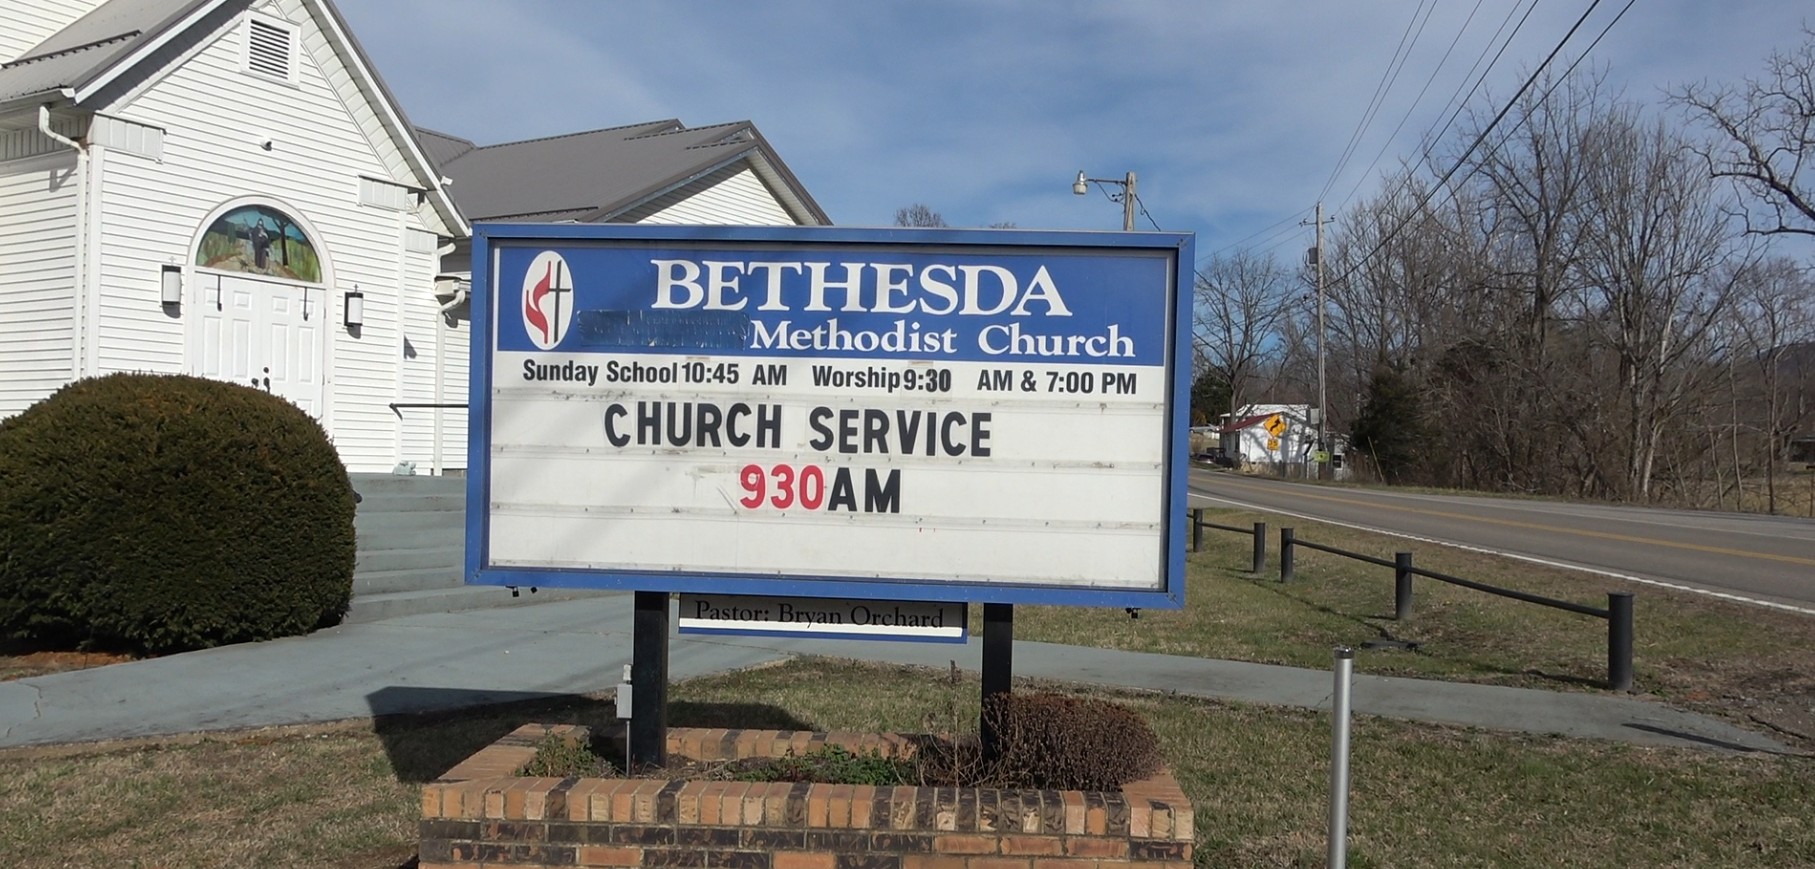 BETHESDA
Methodist Church
Sunday School 10:45 AM Worship 9:30 AM & 7:00 PM
CHURCH SERVICE
930AM
Pastor: Bryan Orchard